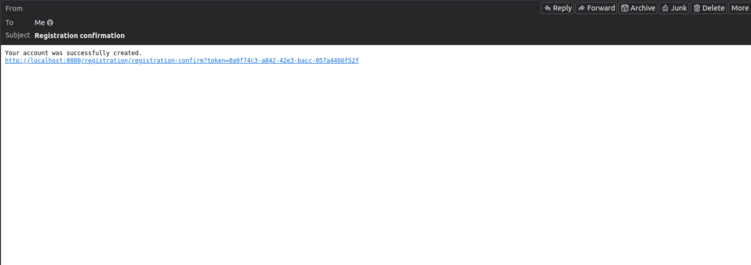 From
Reply Forward Archive Junk Delete More
To Me
Subject Registration confirmation
Your account was successfully created.
http://localhost:8080/registration/registration-confirm?token=0a9f74c3-a842-42e3-bacc-057a4466f52f